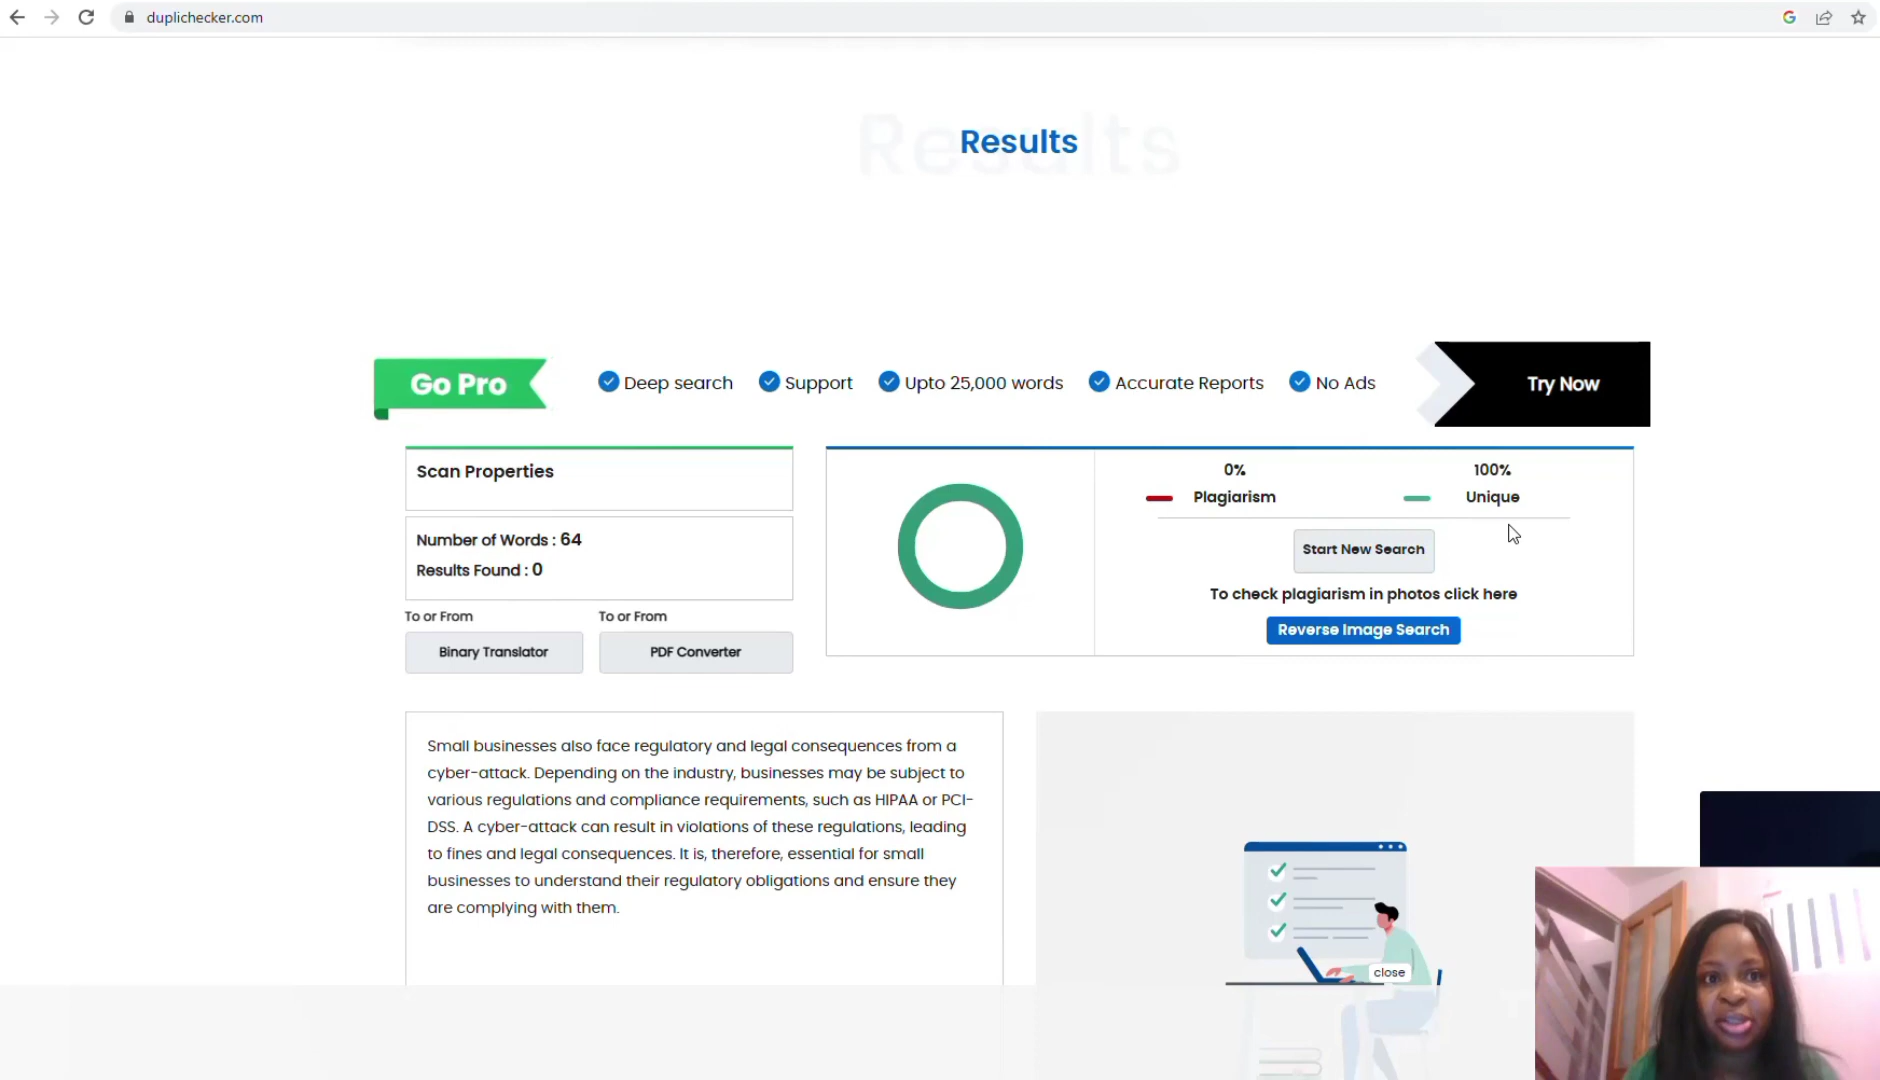 duplichecker.com
Results
Results
Go Pro
Deep search
Support
Upto 25,000 words
Accurate Reports
No Ads
Try Now
Scan Properties
Number of Words : 64
Results Found : 0
To or From
To or From
Binary Translator
PDF Converter
0%
100%
Plagiarism
Unique
Start New Search
To check plagiarism in photos click here
Reverse Image Search
Small businesses also face regulatory and legal consequences from a
cyber-attack. Depending on the industry, businesses may be subject to
various regulations and compliance requirements, such as HIPAA or PCI-
DSS. A cyber-attack can result in violations of these regulations, leading
to fines and legal consequences. It is, therefore, essential for small
businesses to understand their regulatory obligations and ensure they
are complying with them.
close